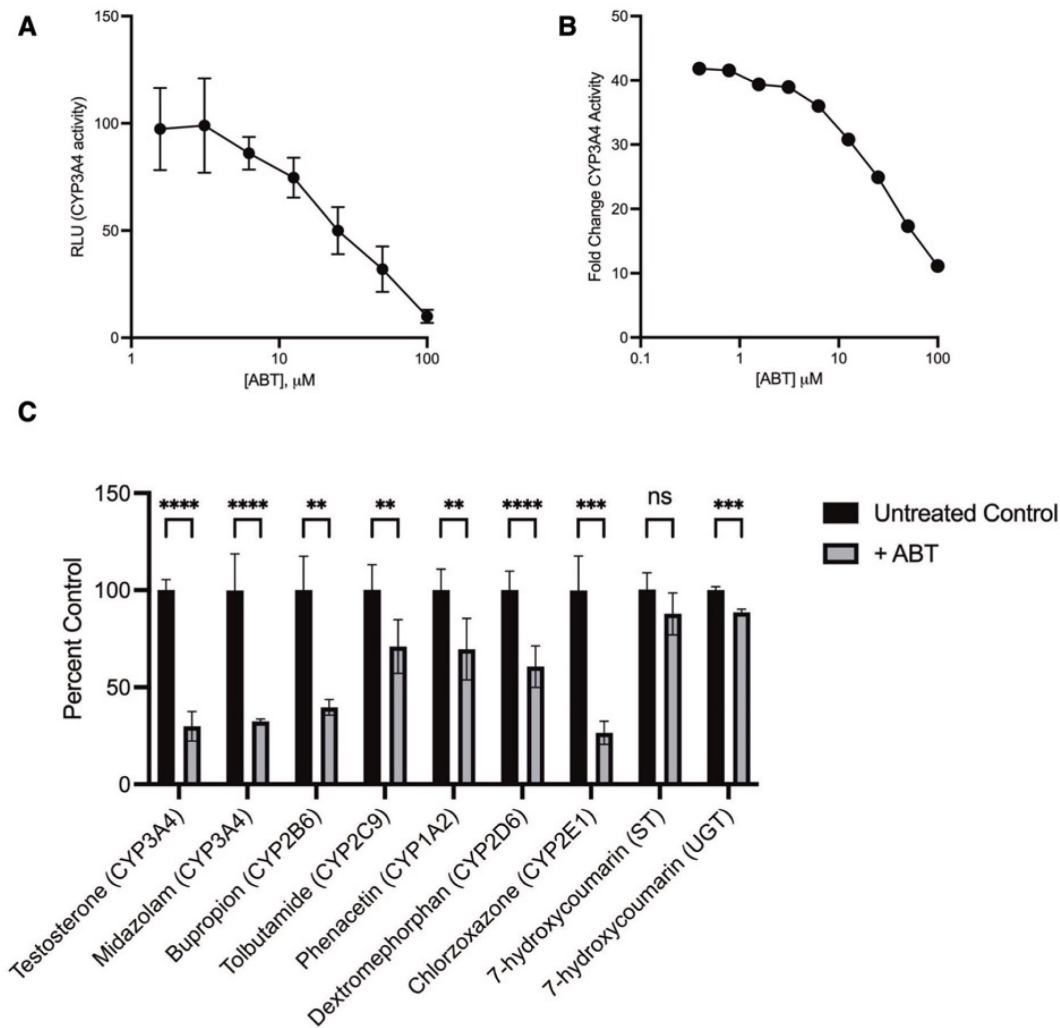 A
150
100
50
0
RLU (CYP3A4 activity)
1
10
100
[ABT], μM
B
50
40
30
20
10
0
Fold Change CYP3A4 Activity
0.1
1
10
100
[ABT] μM
C
150
100
50
0
Percent Control
**** **** ** ** ** **** *** ns ***
Untreated Control
+ ABT
Testosterone (CYP3A4)
Midazolam (CYP3A4)
Bupropion (CYP2B6)
Tolbutamide (CYP2C9)
Phenacetin (CYP1A2)
Dextromephorphan (CYP2D6)
Chlorzoxazone (CYP2E1)
7-hydroxycoumarin (ST)
7-hydroxycoumarin (UGT)